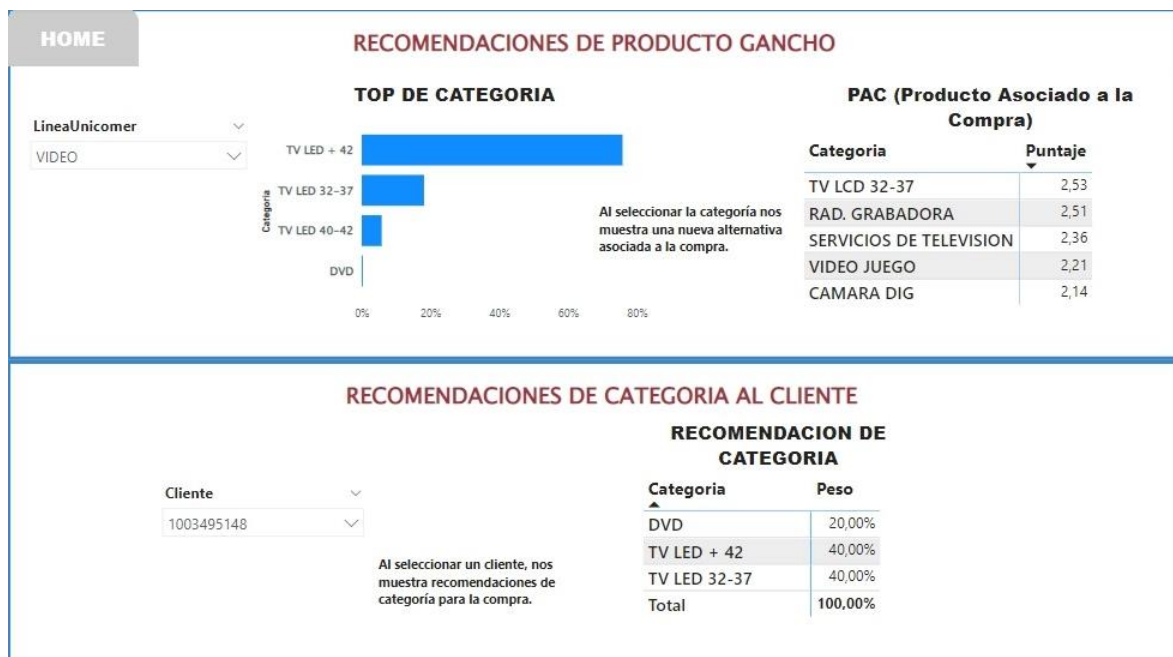 HOME
RECOMENDACIONES DE PRODUCTO GANCHO
LineaUnicomer
VIDEO
TOP DE CATEGORIA
Categoria
TV LED + 42
TV LED 32-37
TV LED 40-42
DVD
0% 20% 40% 60% 80%
Al seleccionar la categoría nos
muestra una nueva alternativa
asociada a la compra.
PAC (Producto Asociado a la
Compra)
Categoria Puntaje
TV LCD 32-37 2,53
RAD. GRABADORA 2,51
SERVICIOS DE TELEVISION 2,36
VIDEO JUEGO 2,21
CAMARA DIG 2,14
RECOMENDACIONES DE CATEGORIA AL CLIENTE
Cliente
1003495148
Al seleccionar un cliente, nos
muestra recomendaciones de
categoría para la compra.
RECOMENDACION DE
CATEGORIA
Categoria Peso
DVD 20,00%
TV LED + 42 40,00%
TV LED 32-37 40,00%
Total 100,00%